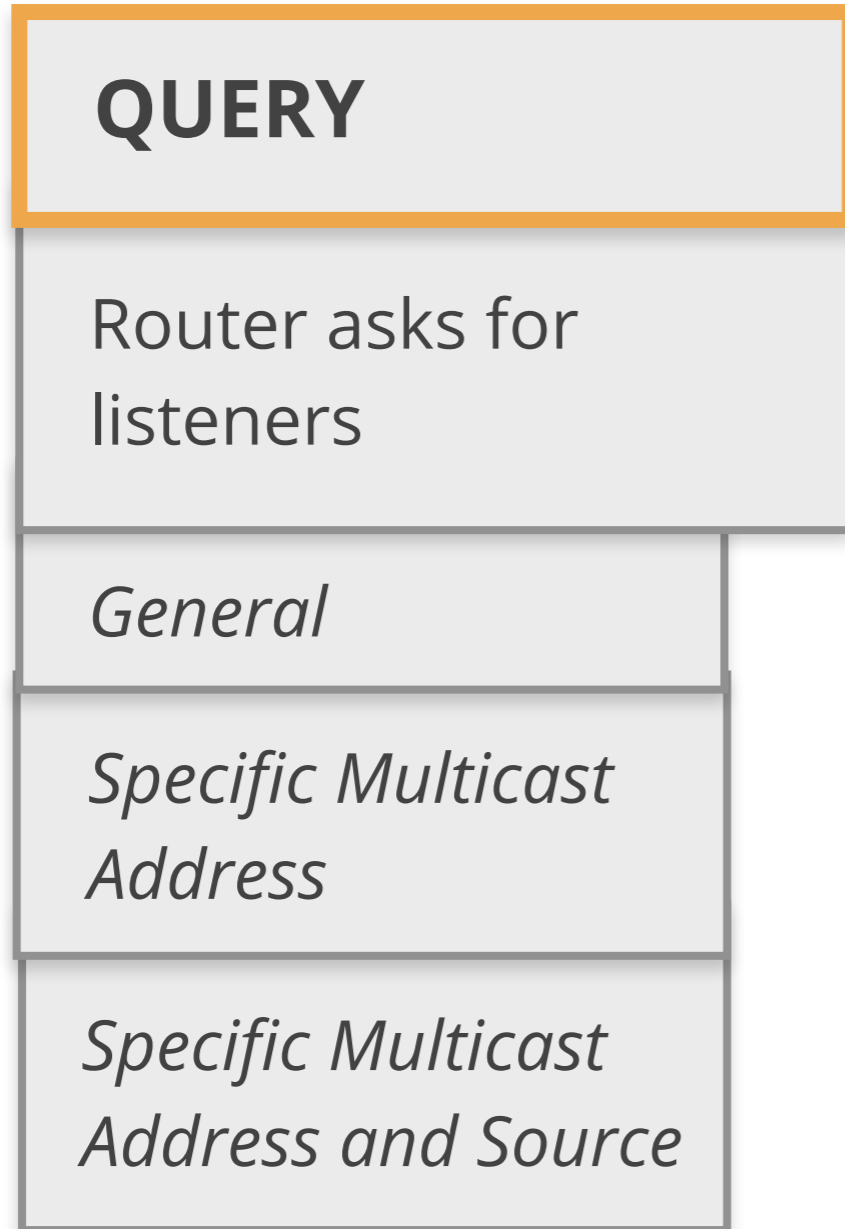 QUERY
Router asks for
listeners
General
Specific Multicast
Address
Specific Multicast
Address and Source